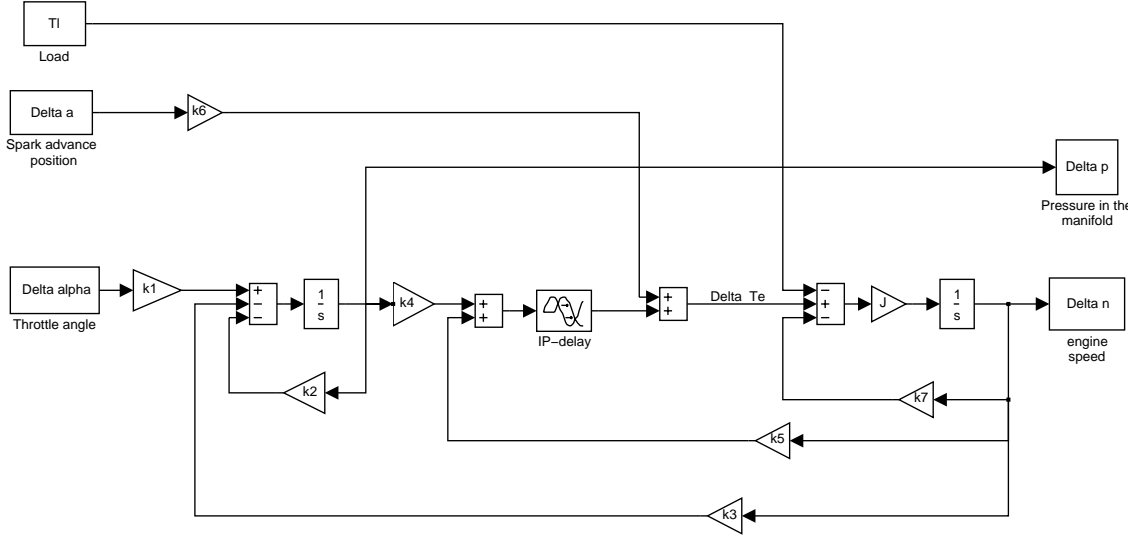 Tl
Load
Delta a
k6
Spark advance
position
Delta p
Pressure in the
manifold
Delta alpha
k1
+
−
−
1
s
k4
+
+
IP−delay
+
+
Delta Te
−
+
−
J
1
s
Delta n
Throttle angle
engine
speed
k2
k7
k5
k3